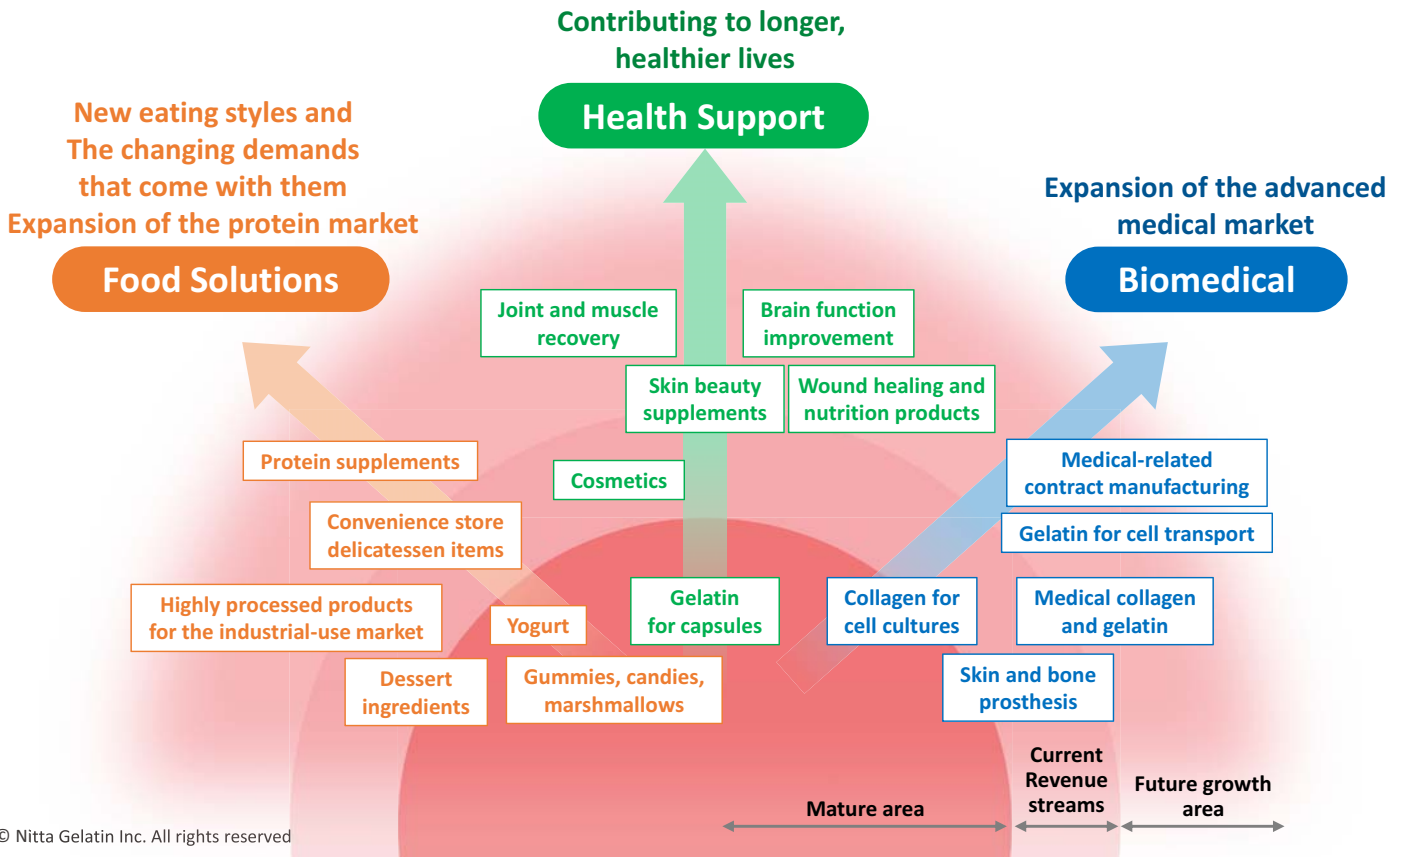 Contributing to longer,
healthier lives
Health Support
New eating styles and
The changing demands
that come with them
Expansion of the protein market
Food Solutions
Expansion of the advanced
medical market
Biomedical
Joint and muscle
recovery
Brain function
improvement
Skin beauty
supplements
Wound healing and
nutrition products
Protein supplements
Cosmetics
Medical-related
contract manufacturing
Convenience store
delicatessen items
Gelatin for cell transport
Highly processed products
for the industrial-use market
Yogurt
Gelatin
for capsules
Collagen for
cell cultures
Medical collagen
and gelatin
Dessert
ingredients
Gummies, candies,
marshmallows
Skin and bone
prosthesis
Mature area
Current
Revenue
streams
Future growth
area
© Nitta Gelatin Inc. All rights reserved